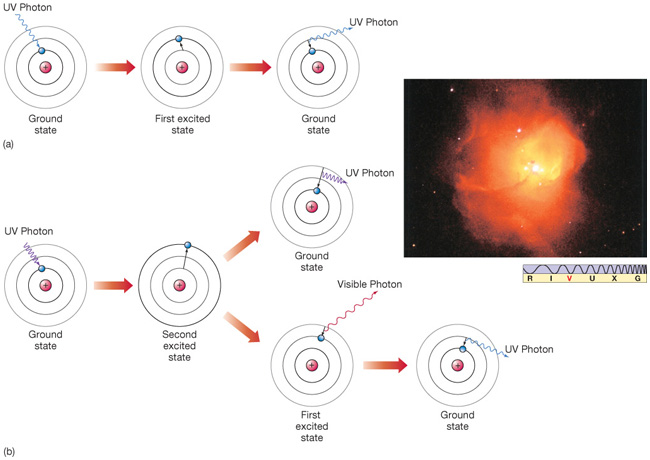 UV Photon
UV Photon
+
+
+
Ground
state
First excited
state
Ground
state
(a)
UV Photon
+
Ground
state
UV Photon
+
+
Ground
state
Second
excited
state
R I V U X G
Visible Photon
+
First
excited
state
UV Photon
+
Ground
state
(b)